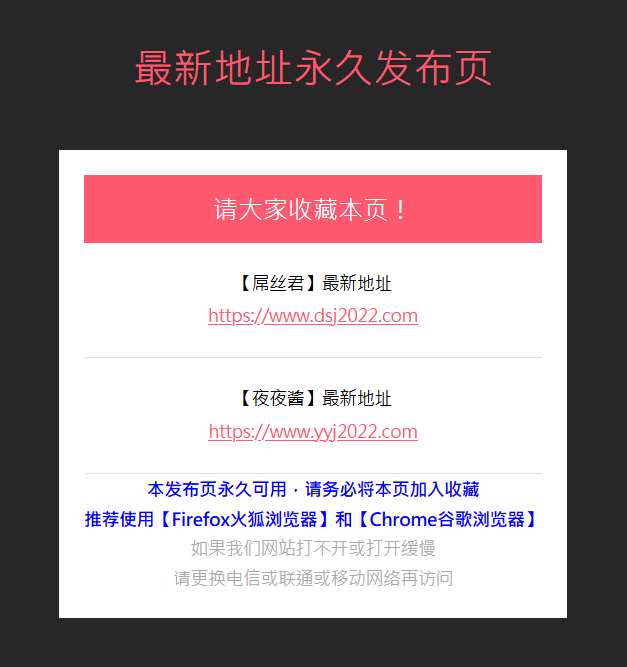 最新地址永久发布页
请大家收藏本页！
【屌丝君】最新地址
https://www.dsj2022.com
【夜夜酱】最新地址
https://www.yyj2022.com
本发布页永久可用，请务必将本页加入收藏
推荐使用【Firefox火狐浏览器】和【Chrome谷歌浏览器】
如果我们网站打不开或打开缓慢
请更换电信或联通或移动网络再访问